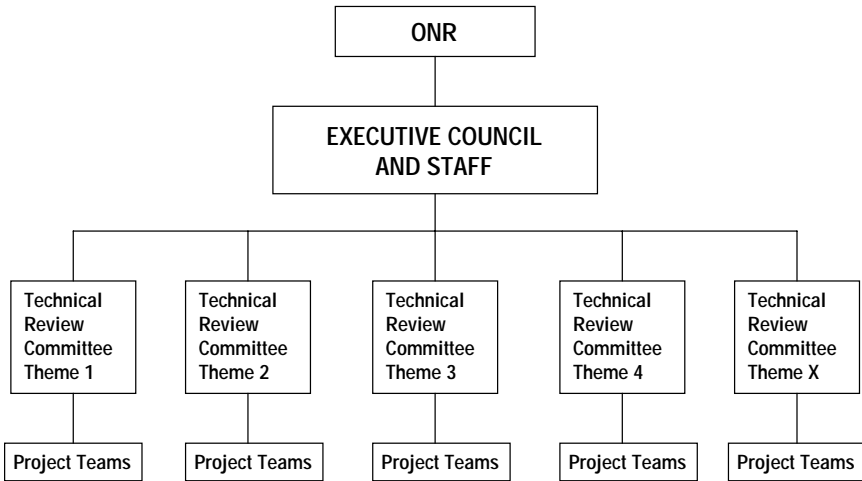 ONR
EXECUTIVE COUNCIL
AND STAFF
Technical
Review
Committee
Theme 1
Technical
Review
Committee
Theme 2
Technical
Review
Committee
Theme 3
Technical
Review
Committee
Theme 4
Technical
Review
Committee
Theme X
Project Teams
Project Teams
Project Teams
Project Teams
Project Teams